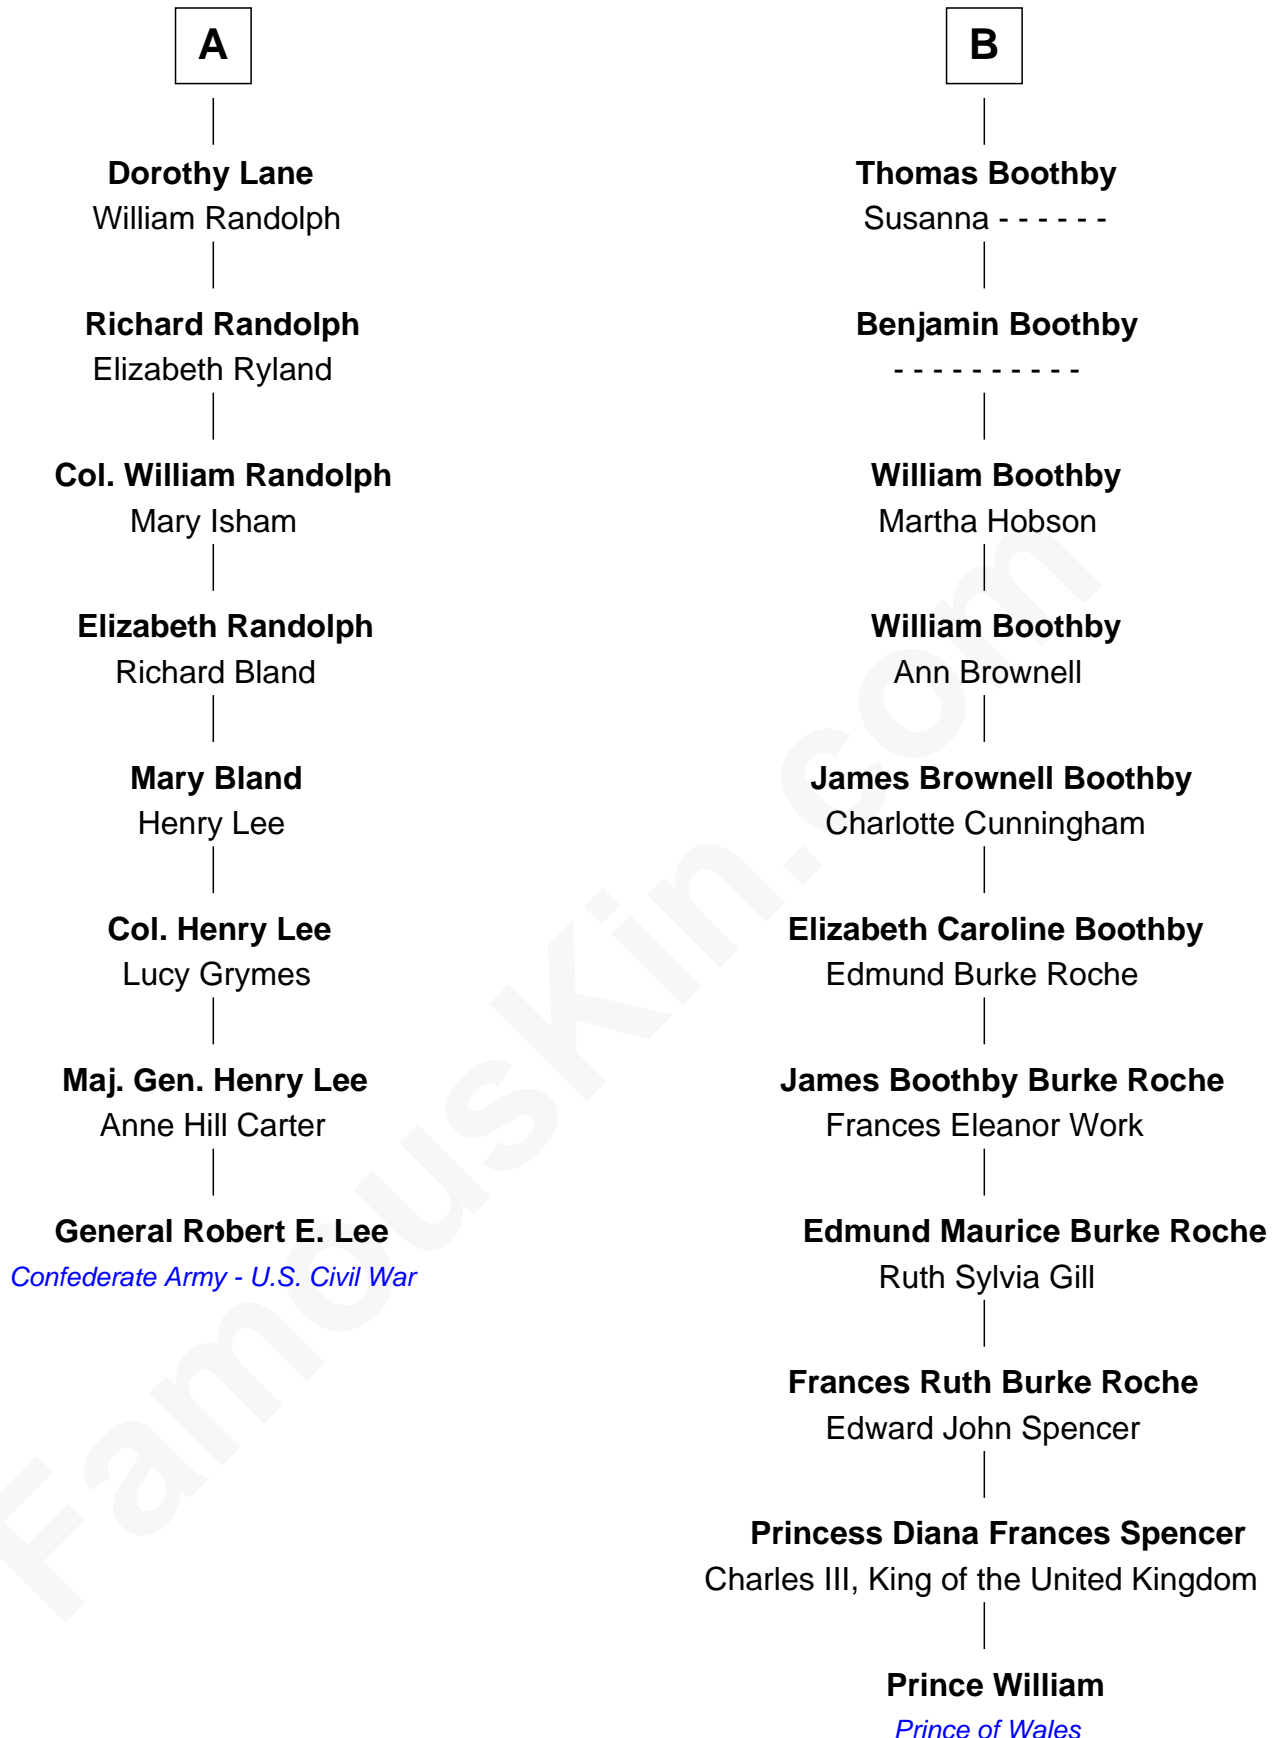 A
Dorothy Lane
William Randolph
Richard Randolph
Elizabeth Ryland
Col. William Randolph
Mary Isham
Elizabeth Randolph
Richard Bland
Mary Bland
Henry Lee
Col. Henry Lee
Lucy Grymes
Maj. Gen. Henry Lee
Anne Hill Carter
General Robert E. Lee
Confederate Army - U.S. Civil War
B
Thomas Boothby
Susanna - - - - - -
Benjamin Boothby
- - - - - - - - - -
William Boothby
Martha Hobson
William Boothby
Ann Brownell
James Brownell Boothby
Charlotte Cunningham
Elizabeth Caroline Boothby
Edmund Burke Roche
James Boothby Burke Roche
Frances Eleanor Work
Edmund Maurice Burke Roche
Ruth Sylvia Gill
Frances Ruth Burke Roche
Edward John Spencer
Princess Diana Frances Spencer
Charles III, King of the United Kingdom
Prince William
Prince of Wales
FamousKin.com